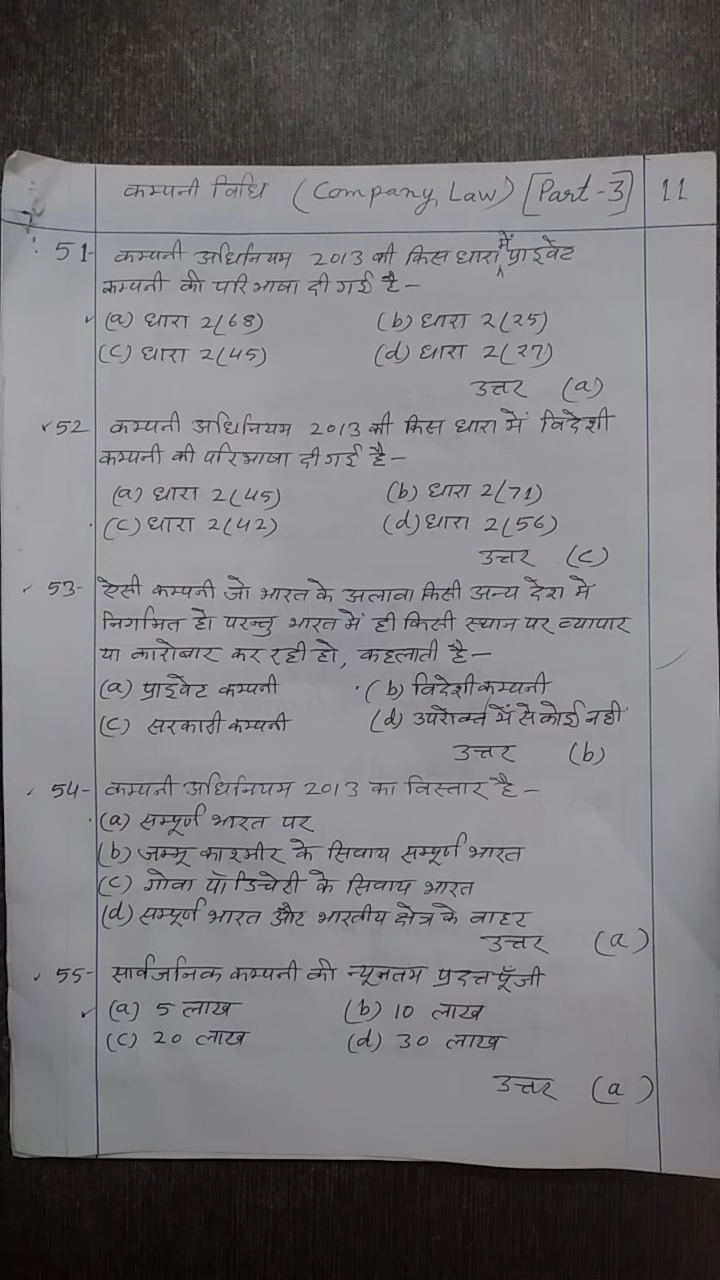 कम्पनी विधि (Company Law) [Part-3] 11
51- कम्पनी अधिनियम 2013 की किस धारा में प्राइवेट
कम्पनी की परिभाषा दी गई है-
(a) धारा 2(68) (b) धारा 2(25)
(c) धारा 2(45) (d) धारा 2(27)
उत्तर (a)
52 कम्पनी अधिनियम 2013 की किस धारा में विदेशी
कम्पनी की परिभाषा दी गई है-
(a) धारा 2(45) (b) धारा 2(71)
(c) धारा 2(42) (d) धारा 2(56)
उत्तर (c)
53- ऐसी कम्पनी जो भारत के अलावा किसी अन्य देश मे
निगमित हो परन्तु भारत में ही किसी स्थान पर व्यापार
या कारोबार कर रही हो, कहलाती है-
(a) प्राइवेट कम्पनी (b) विदेशी कम्पनी
(c) सरकारी कम्पनी (d) उपरोक्त में से कोई नही
उत्तर (b)
54- कम्पनी अधिनियम 2013 का विस्तार है-
(a) सम्पूर्ण भारत पर
(b) जम्मू काश्मीर के सिवाय सम्पूर्ण भारत
(c) गोवा पॉडिचेरी के सिवाय भारत
(d) सम्पूर्ण भारत और भारतीय क्षेत्र के बाहर
उत्तर (a)
55- सार्वजनिक कम्पनी की न्यूनतम प्रदत्त पूँजी
(a) 5 लाख (b) 10 लाख
(c) 20 लाख (d) 30 लाख
उत्तर (a)